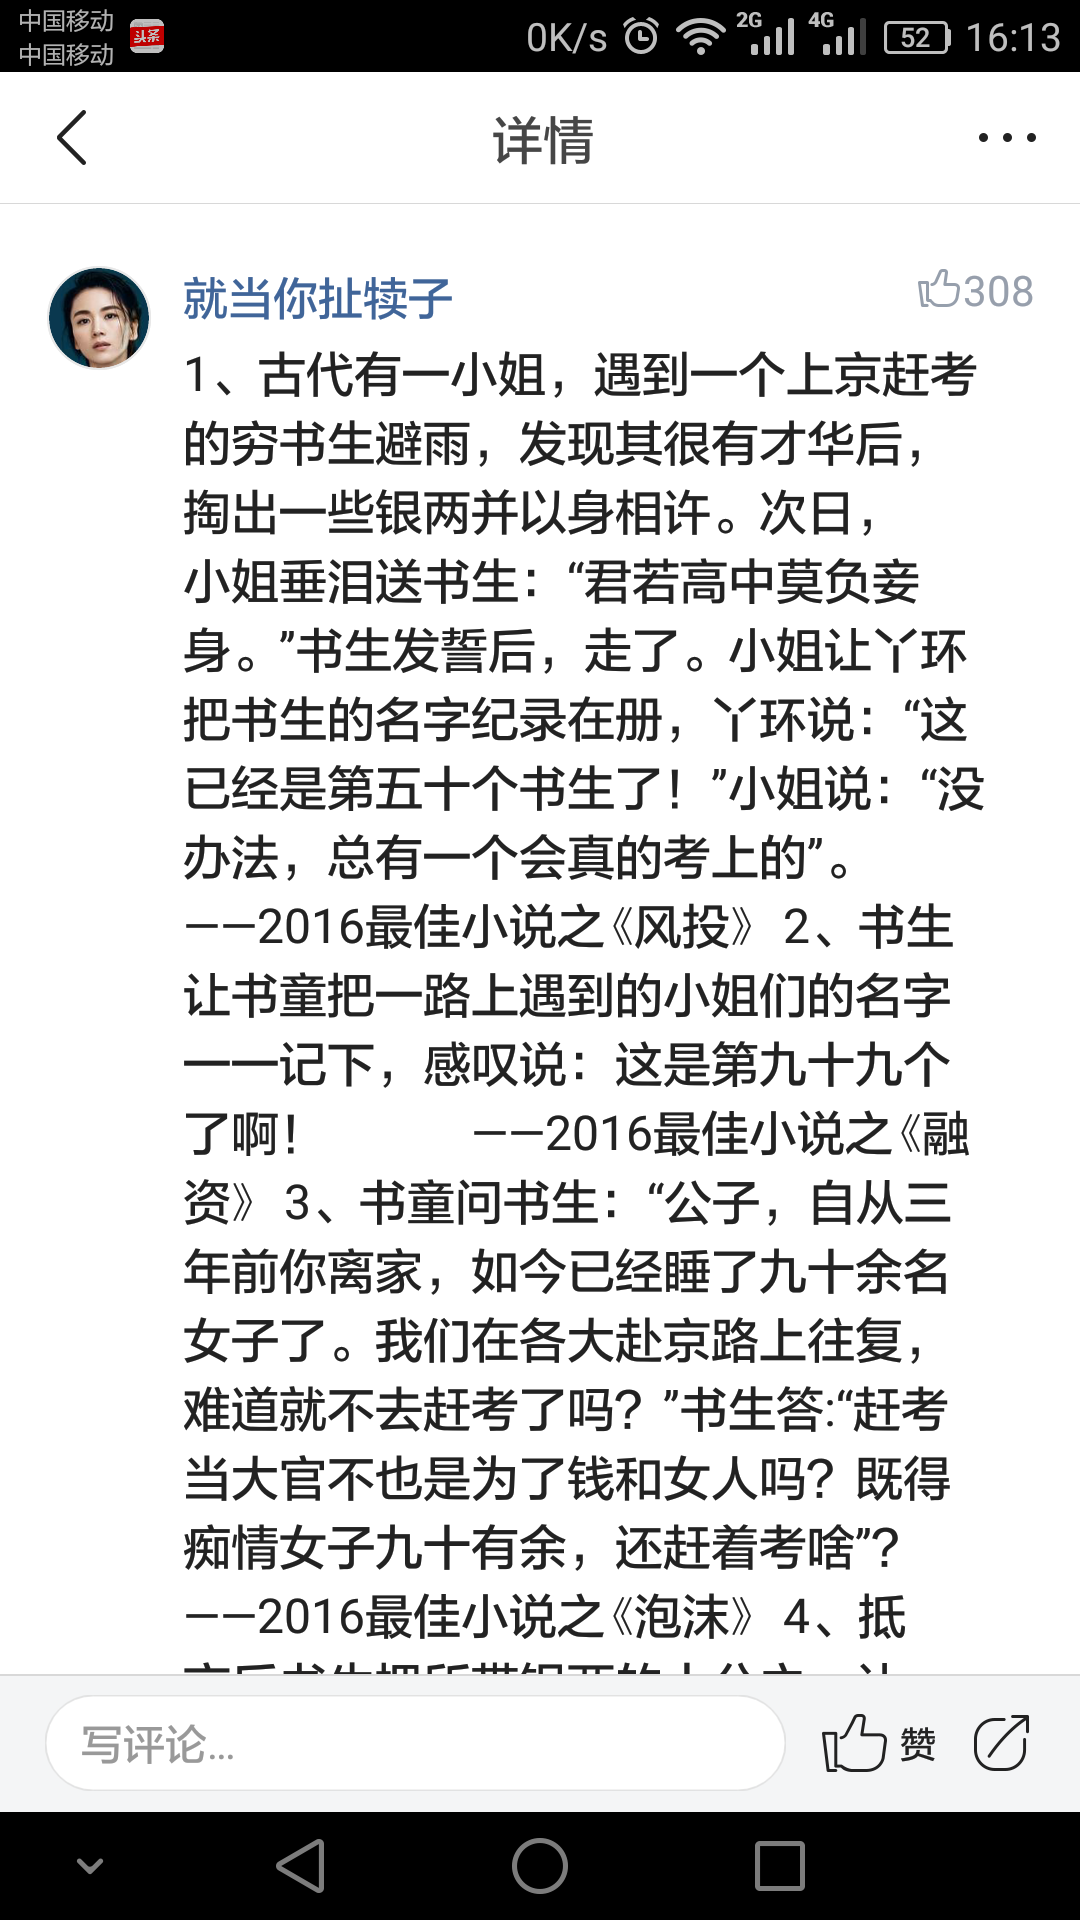 中国移动
中国移动
头条
0K/s
2G
4G
52
16:13
详情
就当你扯犊子
308
1、古代有一小姐，遇到一个上京赶考
的穷书生避雨，发现其很有才华后，
掏出一些银两并以身相许。次日，
小姐垂泪送书生：“君若高中莫负妾
身。”书生发誓后，走了。小姐让丫环
把书生的名字纪录在册，丫环说：“这
已经是第五十个书生了！”小姐说：“没
办法，总有一个会真的考上的”。
——2016最佳小说之《风投》 2、书生
让书童把一路上遇到的小姐们的名字
一一记下，感叹说：这是第九十九个
了啊！ ——2016最佳小说之《融
资》 3、书童问书生：“公子，自从三
年前你离家，如今已经睡了九十余名
女子了。我们在各大赴京路上往复，
难道就不去赶考了吗？”书生答:“赶考
当大官不也是为了钱和女人吗？既得
痴情女子九十有余，还赶着考啥”？
——2016最佳小说之《泡沫》 4、抵
写评论...
赞